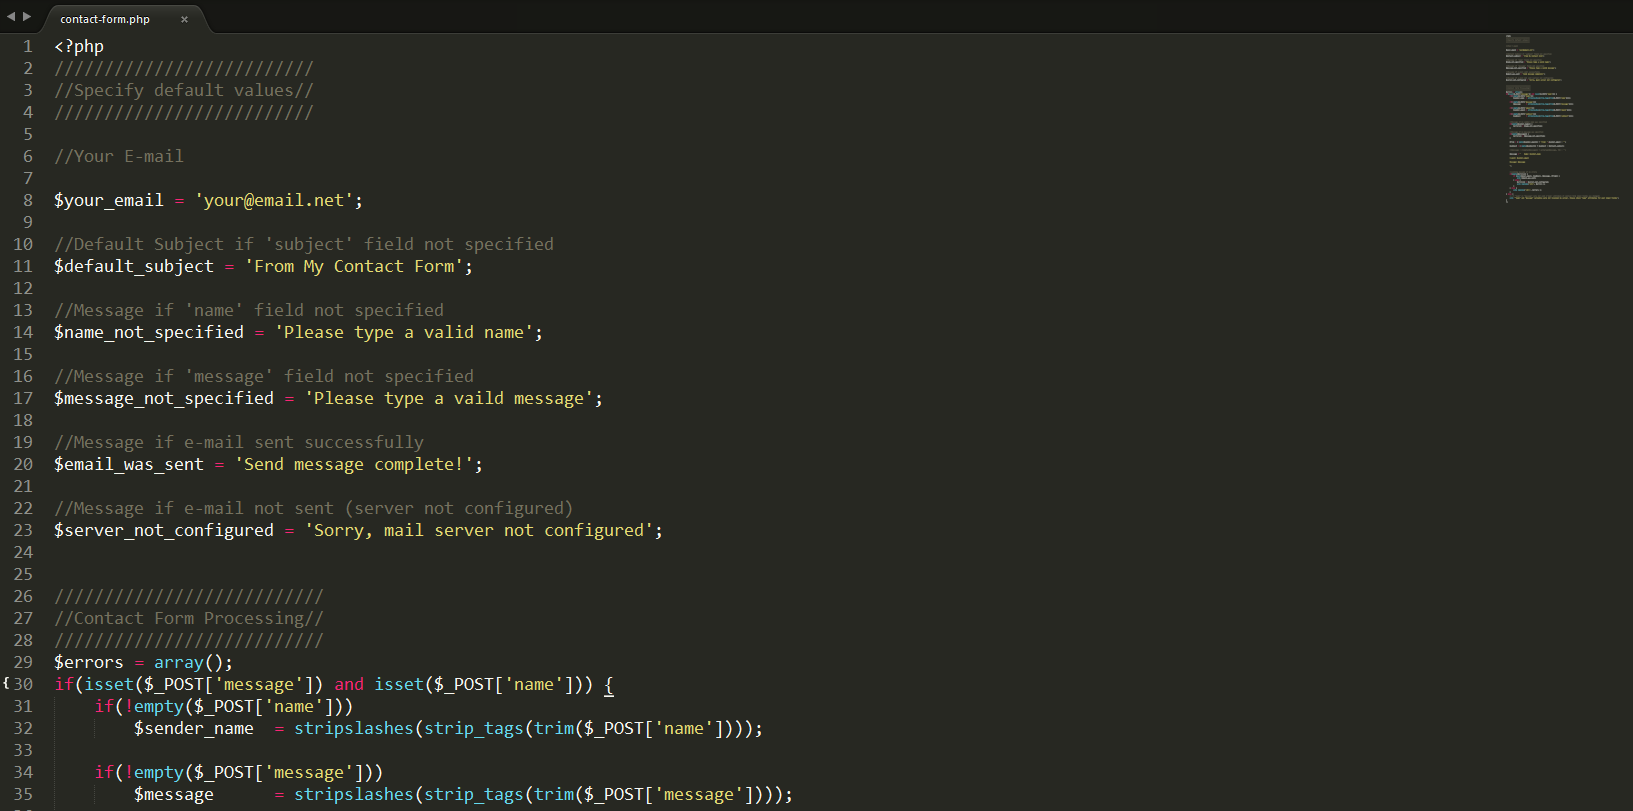 contact-form.php ×
1 <?php
2 //////////////////////////
3 //Specify default values//
4 //////////////////////////
5
6 //Your E-mail
7
8 $your_email = 'your@email.net';
9
10 //Default Subject if 'subject' field not specified
11 $default_subject = 'From My Contact Form';
12
13 //Message if 'name' field not specified
14 $name_not_specified = 'Please type a valid name';
15
16 //Message if 'message' field not specified
17 $message_not_specified = 'Please type a vaild message';
18
19 //Message if e-mail sent successfully
20 $email_was_sent = 'Send message complete!';
21
22 //Message if e-mail not sent (server not configured)
23 $server_not_configured = 'Sorry, mail server not configured';
24
25
26 ///////////////////////////
27 //Contact Form Processing//
28 ///////////////////////////
29 $errors = array();
{30 if(isset($_POST['message']) and isset($_POST['name'])) {
31     if(!empty($_POST['name']))
32         $sender_name  = stripslashes(strip_tags(trim($_POST['name'])));
33
34     if(!empty($_POST['message']))
35         $message      = stripslashes(strip_tags(trim($_POST['message'])));